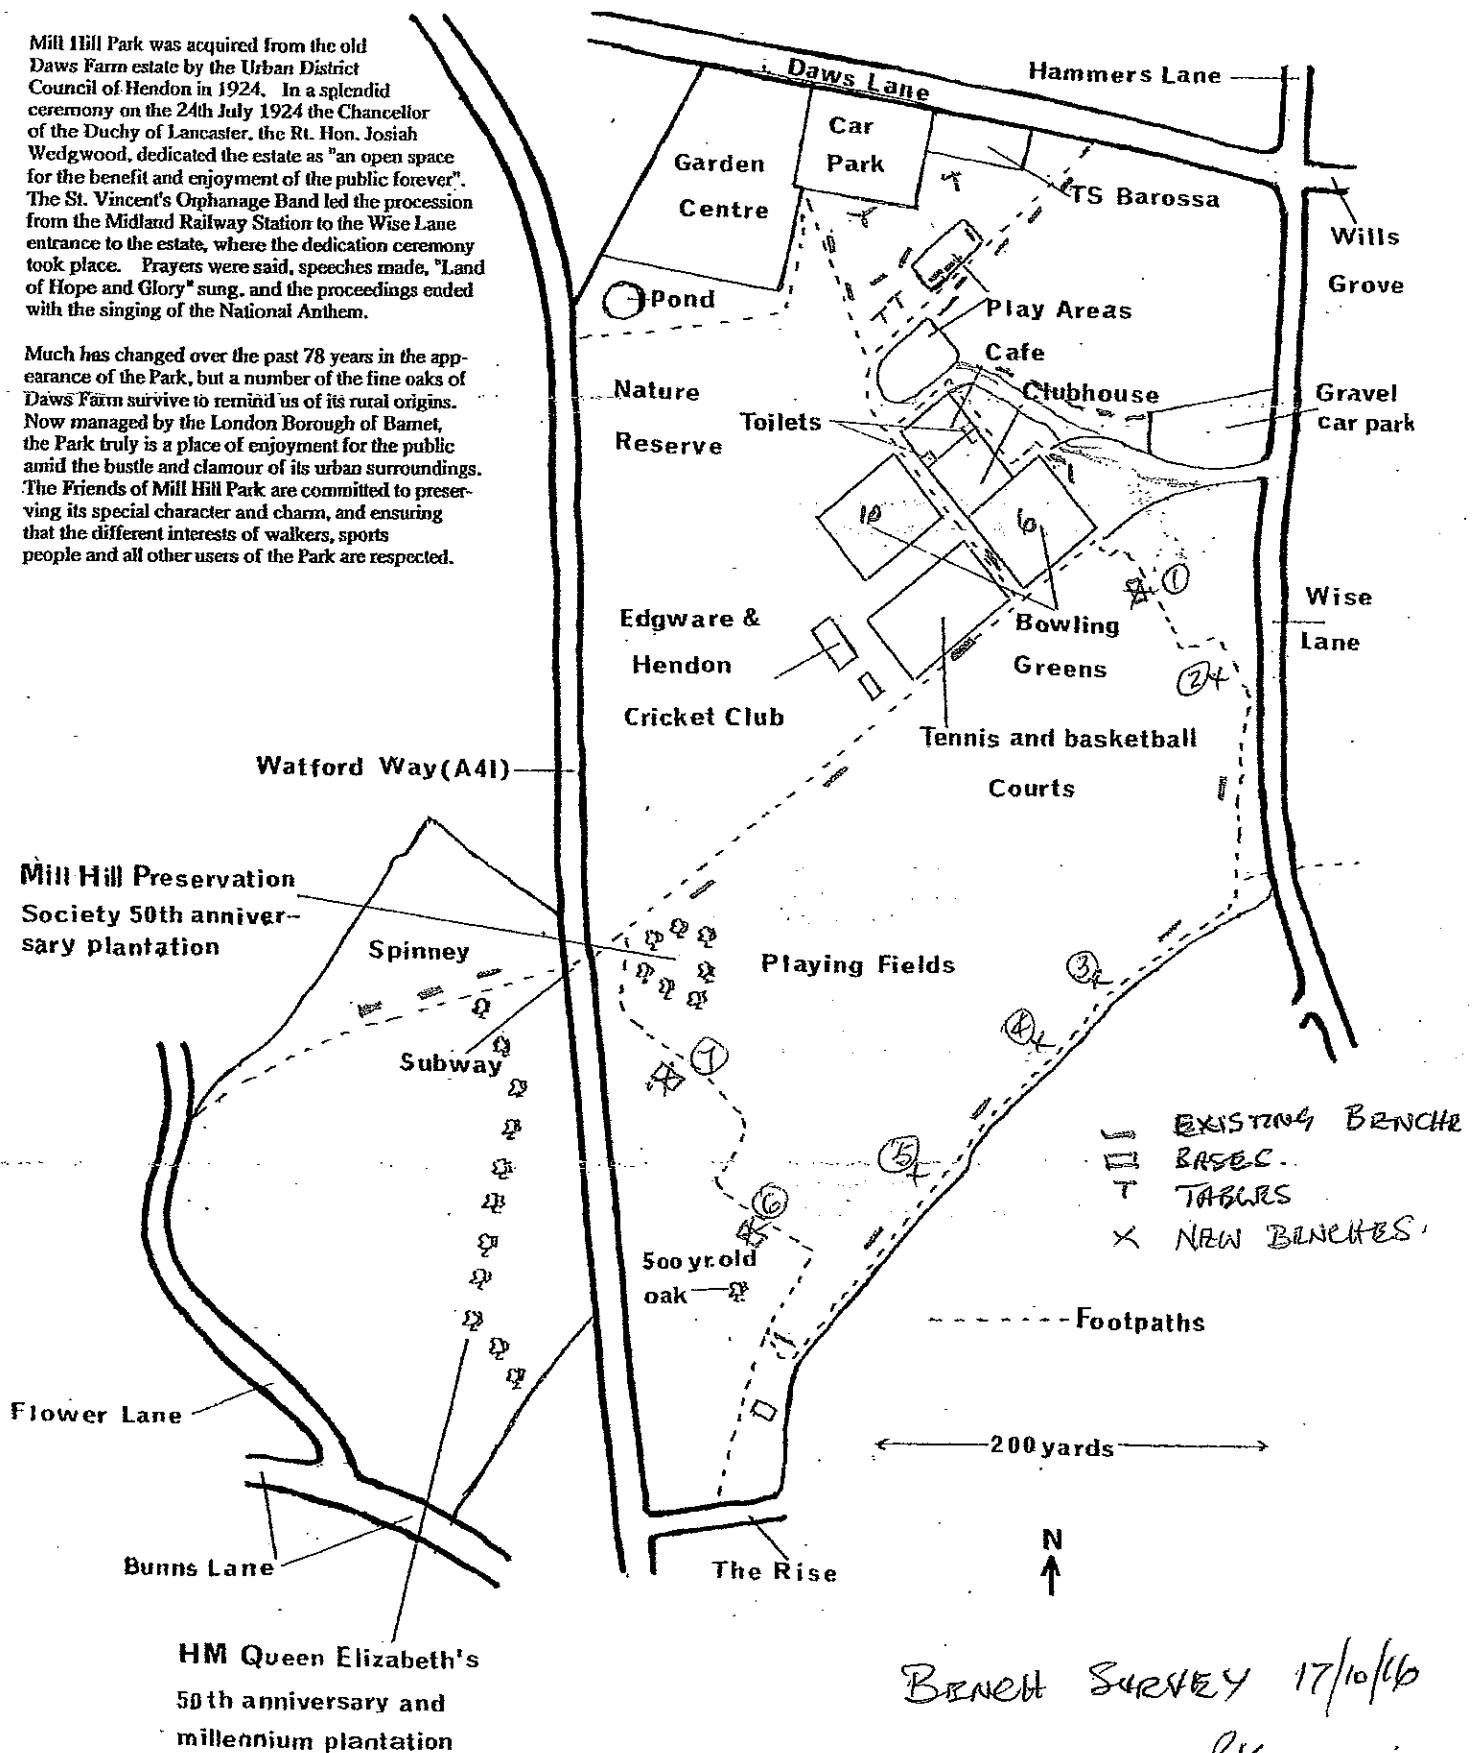 Mill Hill Park was acquired from the old
Daws Farm estate by the Urban District
Council of Hendon in 1924. In a splendid
ceremony on the 24th July 1924 the Chancellor
of the Duchy of Lancaster, the Rt. Hon. Josiah
Wedgwood, dedicated the estate as "an open space
for the benefit and enjoyment of the public forever".
The St. Vincent's Orphanage Band led the procession
from the Midland Railway Station to the Wise Lane
entrance to the estate, where the dedication ceremony
took place. Prayers were said, speeches made, "Land
of Hope and Glory" sung, and the proceedings ended
with the singing of the National Anthem.
Much has changed over the past 78 years in the app-
earance of the Park, but a number of the fine oaks of
Daws Farm survive to remind us of its rural origins.
Now managed by the London Borough of Barnet,
the Park truly is a place of enjoyment for the public
amid the bustle and clamour of its urban surroundings.
The Friends of Mill Hill Park are committed to preser-
ving its special character and charm, and ensuring
that the different interests of walkers, sports
people and all other users of the Park are respected.
Daws Lane
Hammers Lane
Car
Park
Garden
Centre
TS Barossa
Wills
Grove
Pond
Play Areas
Cafe
Clubhouse
Nature
Reserve
Toilets
Gravel
car park
10
6
1
Edgware &
Hendon
Cricket Club
Bowling
Greens
Wise
Lane
2
Tennis and basketball
Courts
Watford Way (A41)
Mill Hill Preservation
Society 50th anniver-
sary plantation
Spinney
Playing Fields
3
4
Subway
7
5
6
EXISTING BENCHE
BASES.
T TABLES
X NEW BENCHES.
500 yr. old
oak
Footpaths
Flower Lane
200 yards
Bunns Lane
The Rise
N
HM Queen Elizabeth's
50th anniversary and
millennium plantation
BENCH SURVEY 17/10/16